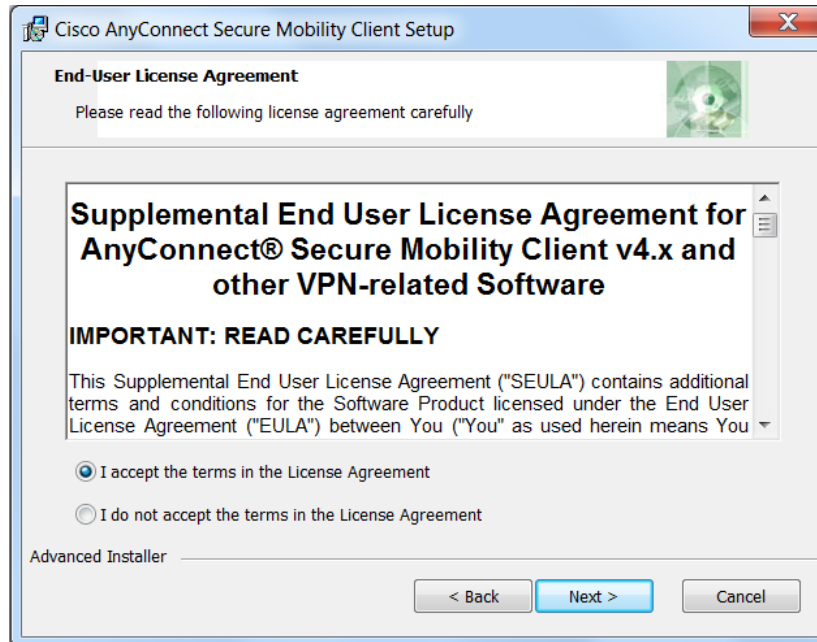 Cisco AnyConnect Secure Mobility Client Setup
End-User License Agreement
Please read the following license agreement carefully
Supplemental End User License Agreement for
AnyConnect® Secure Mobility Client v4.x and
other VPN-related Software
IMPORTANT: READ CAREFULLY
This Supplemental End User License Agreement ("SEULA") contains additional
terms and conditions for the Software Product licensed under the End User
License Agreement ("EULA") between You ("You" as used herein means You
I accept the terms in the License Agreement
I do not accept the terms in the License Agreement
Advanced Installer
< Back Next > Cancel